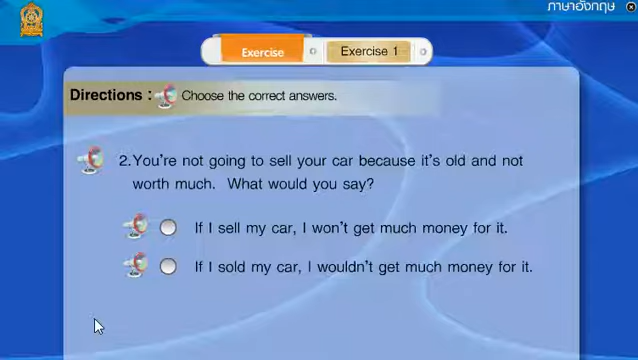 ภาษาอังกฤษ
Exercise
Exercise 1
Directions : Choose the correct answers.
2.You're not going to sell your car because it's old and not
worth much. What would you say?
If I sell my car, I won't get much money for it.
If I sold my car, I wouldn't get much money for it.